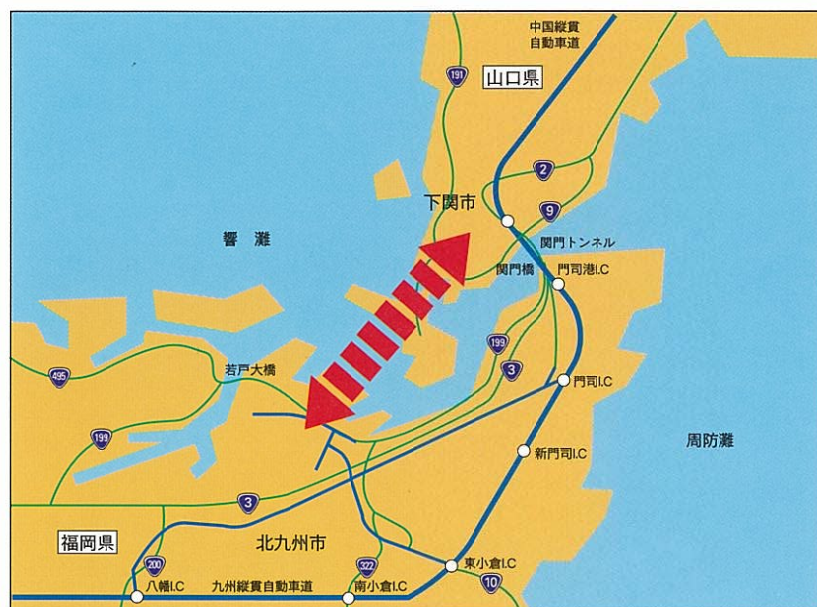 中国縦貫
自動車道
191
山口県
2
下関市
9
響灘
関門トンネル
関門橋
門司港I.C
199
若戸大橋
3
495
門司I.C
199
周防灘
新門司I.C
3
福岡県
北九州市
200
322
東小倉I.C
八幡I.C
九州縦貫自動車道
南小倉I.C
10